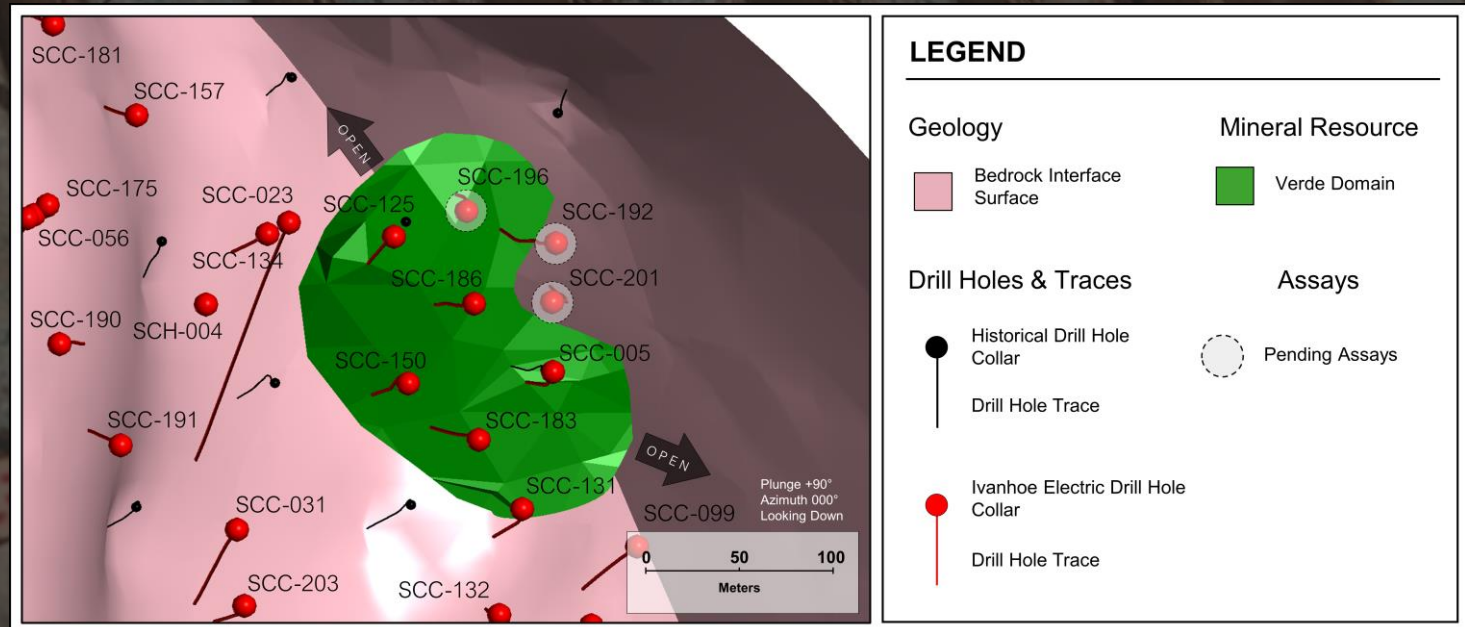 SCC-181
SCC-157
SCC-175
SCC-023
SCC-056
SCC-134
SCH-004
SCC-190
SCC-191
SCC-031
SCC-203
OPEN
SCC-196
SCC-125
SCC-192
SCC-186
SCC-201
SCC-150
SCC-005
SCC-183
OPEN
SCC-131
SCC-099
SCC-132
Plunge +90°
Azimuth 000°
Looking Down
0 50 100
Meters
LEGEND
Geology
Bedrock Interface
Surface
Mineral Resource
Verde Domain
Drill Holes & Traces
Historical Drill Hole
Collar
Drill Hole Trace
Ivanhoe Electric Drill Hole
Collar
Drill Hole Trace
Assays
Pending Assays